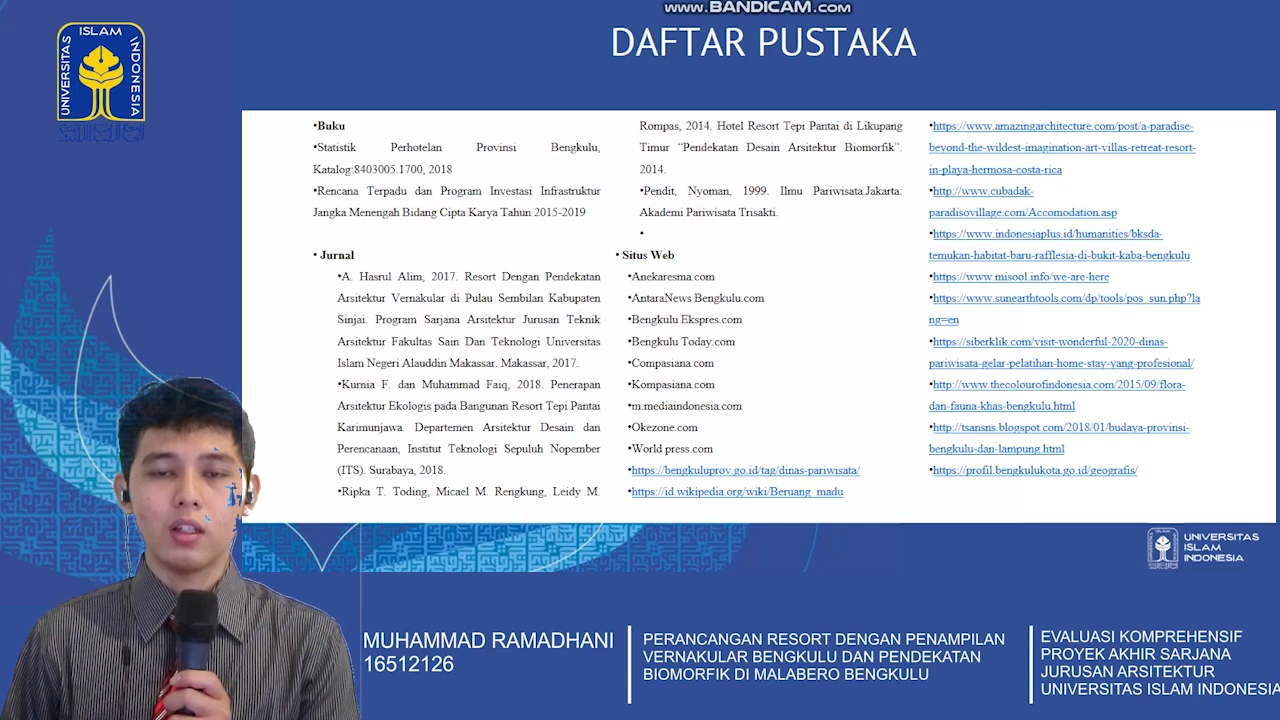 www.BANDICAM.com
DAFTAR PUSTAKA
UNIVERSITAS ISLAM INDONESIA
•Buku
•Statistik Perhotelan Provinsi Bengkulu,
Katalog:8403005.1700, 2018
•Rencana Terpadu dan Program Investasi Infrastruktur
Jangka Menengah Bidang Cipta Karya Tahun 2015-2019
• Jurnal
•A. Hasrul Alim, 2017. Resort Dengan Pendekatan
Arsitektur Vernakular di Pulau Sembilan Kabupaten
Sinjai. Program Sarjana Arsitektur Jurusan Teknik
Arsitektur Fakultas Sain Dan Teknologi Universitas
Islam Negeri Alauddin Makassar. Makassar, 2017.
•Kurnia F. dan Muhammad Faiq, 2018. Penerapan
Arsitektur Ekologis pada Bangunan Resort Tepi Pantai
Karimunjawa. Departemen Arsitektur Desain dan
Perencanaan, Institut Teknologi Sepuluh Nopember
(ITS). Surabaya, 2018.
•Ripka T. Toding, Micael M. Rengkung, Leidy M.
Rompas, 2014. Hotel Resort Tepi Pantai di Likupang
Timur “Pendekatan Desain Arsitektur Biomorfik”.
2014.
•Pendit, Nyoman, 1999. Ilmu Pariwisata.Jakarta:
Akademi Pariwisata Trisakti.
•
• Situs Web
•Anekaresma.com
•AntaraNews Bengkulu.com
•Bengkulu Ekspres.com
•Bengkulu Today.com
•Compasiana.com
•Kompasiana.com
•m.mediaindonesia.com
•Okezone.com
•World press.com
•https://bengkuluprov.go.id/tag/dinas-pariwisata/
•https://id.wikipedia.org/wiki/Beruang_madu
•https://www.amazingarchitecture.com/post/a-paradise-
beyond-the-wildest-imagination-art-villas-retreat-resort-
in-playa-hermosa-costa-rica
•http://www.cubadak-
paradisovillage.com/Accomodation.asp
•https://www.indonesiaplus.id/humanities/bksda-
temukan-habitat-baru-rafflesia-di-bukit-kaba-bengkulu
•https://www.misool.info/we-are-here
•https://www.sunearthtools.com/dp/tools/pos_sun.php?la
ng=en
•https://siberklik.com/visit-wonderful-2020-dinas-
pariwisata-gelar-pelatihan-home-stay-yang-profesional/
•http://www.thecolourofindonesia.com/2015/09/flora-
dan-fauna-khas-bengkulu.html
•http://tsansns.blogspot.com/2018/01/budaya-provinsi-
bengkulu-dan-lampung.html
•https://profil.bengkulukota.go.id/geografis/
UNIVERSITAS
ISLAM
INDONESIA
MUHAMMAD RAMADHANI
16512126
PERANCANGAN RESORT DENGAN PENAMPILAN
VERNAKULAR BENGKULU DAN PENDEKATAN
BIOMORFIK DI MALABERO BENGKULU
EVALUASI KOMPREHENSIF
PROYEK AKHIR SARJANA
JURUSAN ARSITEKTUR
UNIVERSITAS ISLAM INDONESIA